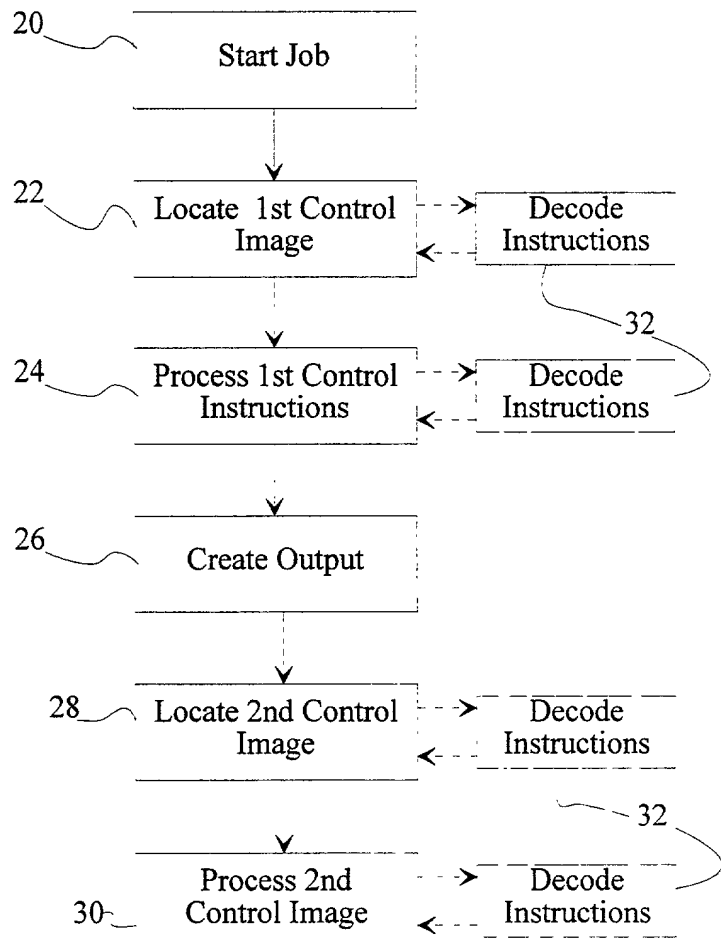 20
Start Job
22
Locate 1st Control
Image
Decode
Instructions
32
24
Process 1st Control
Instructions
Decode
Instructions
26
Create Output
28
Locate 2nd Control
Image
Decode
Instructions
32
30
Process 2nd
Control Image
Decode
Instructions